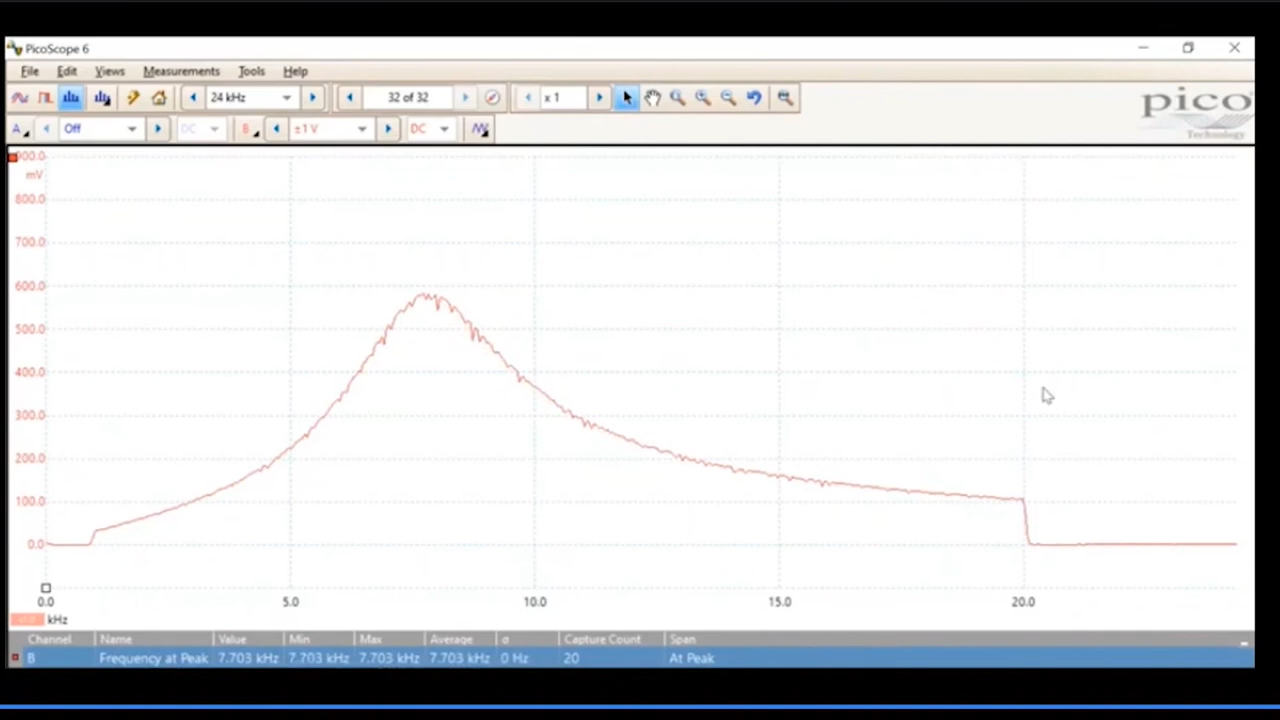 PicoScope 6
File Edit Views Measurements Tools Help
24 kHz 32 of 32 x 1
pico
Technology
A Off DC B ±1 V DC
900.0
mV
800.0
700.0
600.0
500.0
400.0
300.0
200.0
100.0
0.0
0.0 5.0 10.0 15.0 20.0
kHz
Channel Name Value Min Max Average σ Capture Count Span
B Frequency at Peak 7.703 kHz 7.703 kHz 7.703 kHz 7.703 kHz 0 Hz 20 At Peak